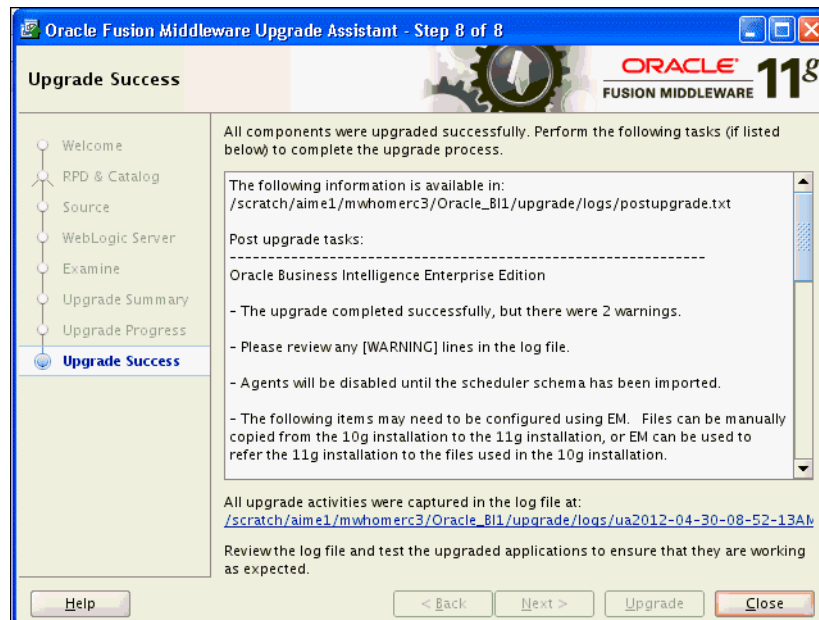 Oracle Fusion Middleware Upgrade Assistant - Step 8 of 8
Upgrade Success
ORACLE
FUSION MIDDLEWARE
11g
Welcome
RPD & Catalog
Source
WebLogic Server
Examine
Upgrade Summary
Upgrade Progress
Upgrade Success
All components were upgraded successfully. Perform the following tasks (if listed
below) to complete the upgrade process.
The following information is available in:
/scratch/aime1/mwhomerc3/Oracle_BI1/upgrade/logs/postupgrade.txt
Post upgrade tasks:
----------------------------------------------------------------
Oracle Business Intelligence Enterprise Edition
- The upgrade completed successfully, but there were 2 warnings.
- Please review any [WARNING] lines in the log file.
- Agents will be disabled until the scheduler schema has been imported.
- The following items may need to be configured using EM.  Files can be manually
copied from the 10g installation to the 11g installation, or EM can be used to
refer the 11g installation to the files used in the 10g installation.
All upgrade activities were captured in the log file at:
/scratch/aime1/mwhomerc3/Oracle_BI1/upgrade/logs/ua2012-04-30-08-52-13AM
Review the log file and test the upgraded applications to ensure that they are working
as expected.
Help
< Back
Next >
Upgrade
Close